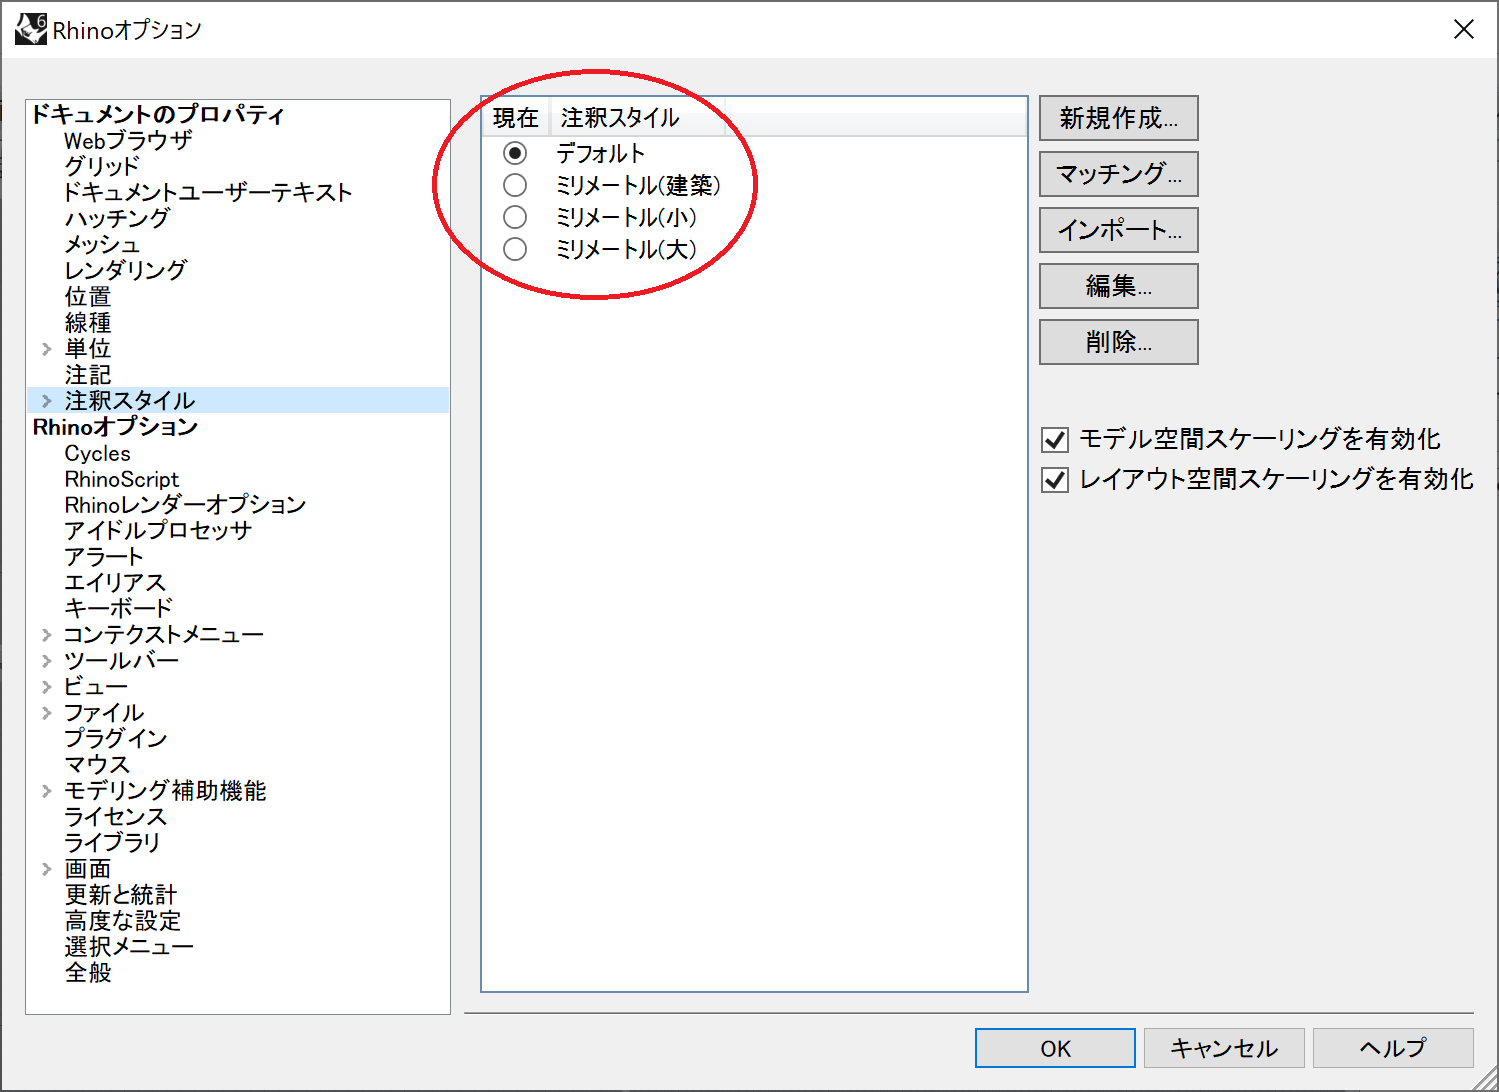 6
Rhinoオプション
ドキュメントのプロパティ
Webブラウザ
グリッド
ドキュメントユーザーテキスト
ハッチング
メッシュ
レンダリング
位置
線種
単位
注記
注釈スタイル
Rhinoオプション
Cycles
RhinoScript
Rhinoレンダーオプション
アイドルプロセッサ
アラート
エイリアス
キーボード
コンテクストメニュー
ツールバー
ビュー
ファイル
プラグイン
マウス
モデリング補助機能
ライセンス
ライブラリ
画面
更新と統計
高度な設定
選択メニュー
全般
現在 注釈スタイル
デフォルト
ミリメートル(建築)
ミリメートル(小)
ミリメートル(大)
新規作成...
マッチング...
インポート...
編集...
削除...
モデル空間スケーリングを有効化
レイアウト空間スケーリングを有効化
OK キャンセル ヘルプ